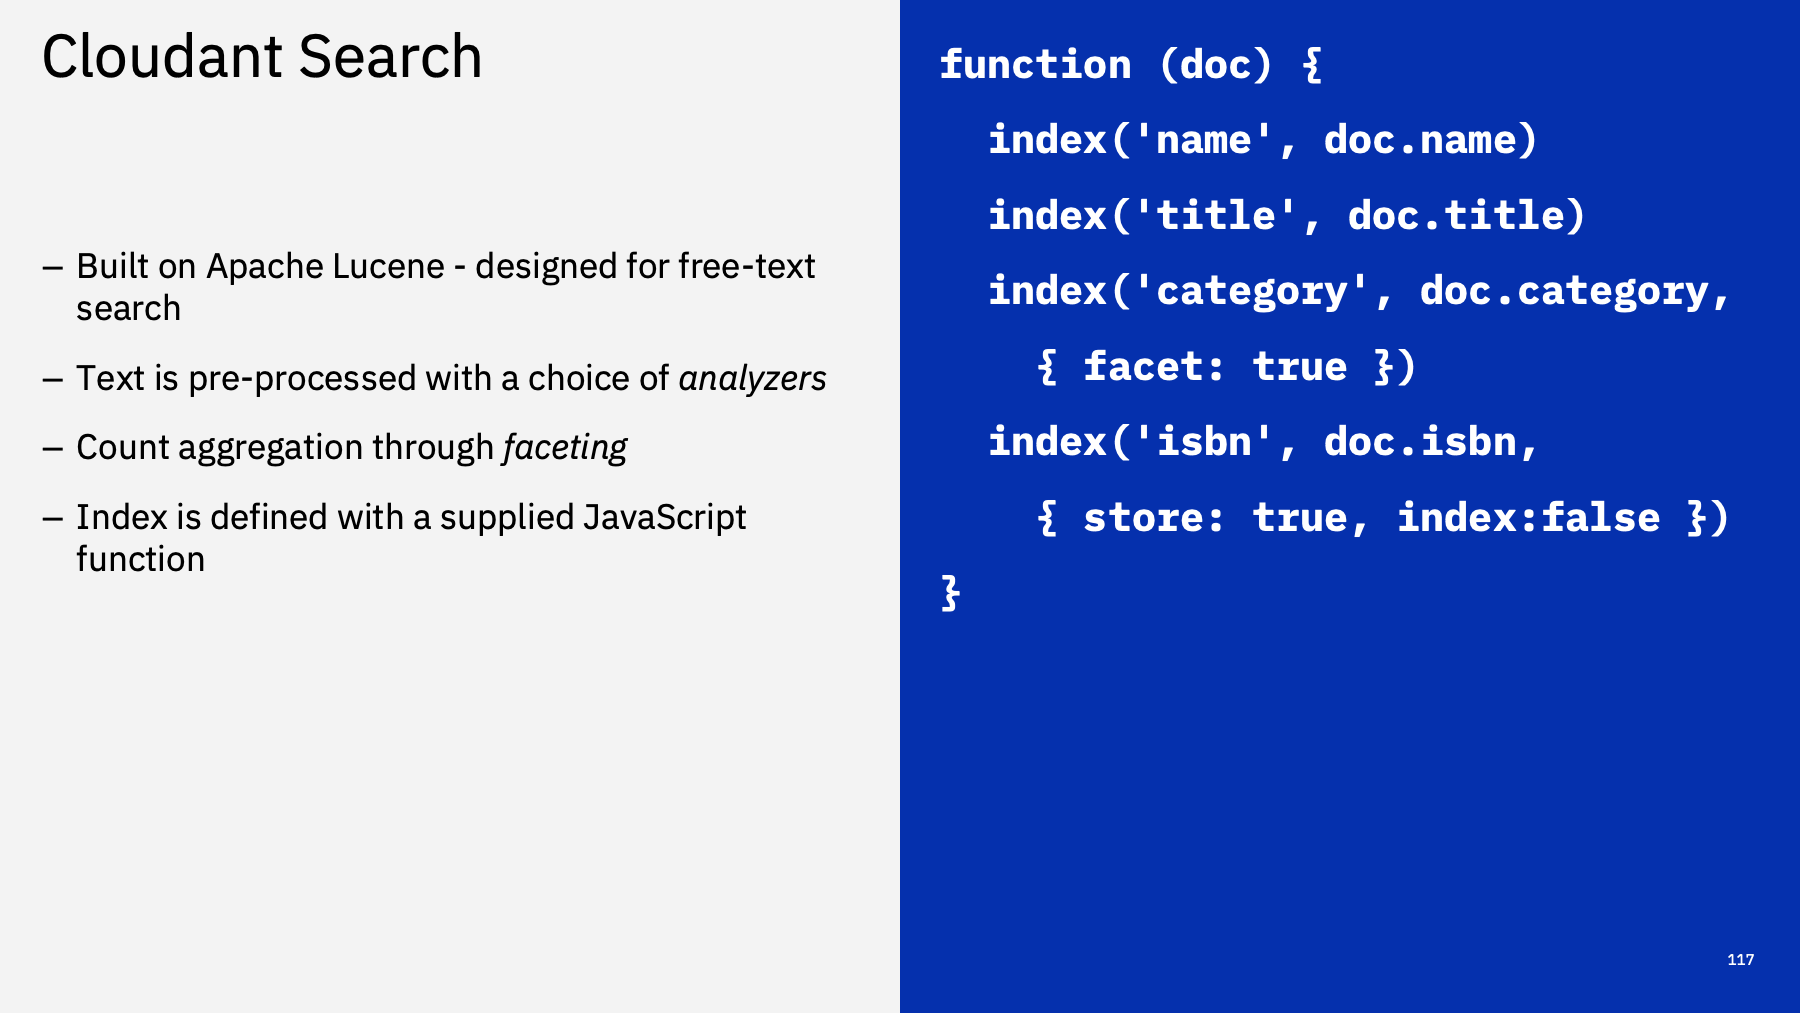 Cloudant Search
– Built on Apache Lucene - designed for free-text
search
– Text is pre-processed with a choice of analyzers
– Count aggregation through faceting
– Index is defined with a supplied JavaScript
function
function (doc) {
  index('name', doc.name)
  index('title', doc.title)
  index('category', doc.category,
    { facet: true })
  index('isbn', doc.isbn,
    { store: true, index:false })
}
117